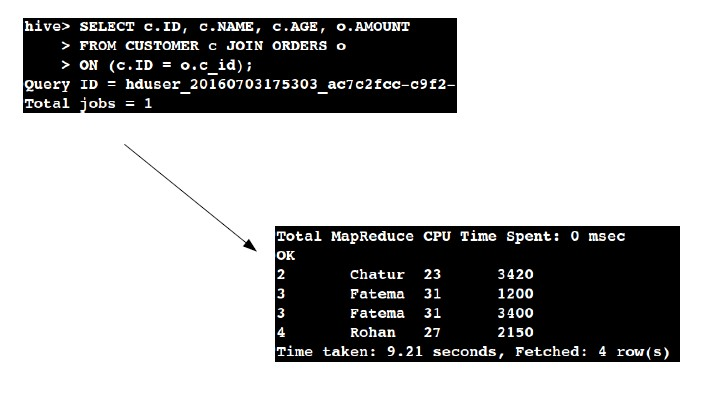 hive> SELECT c.ID, c.NAME, c.AGE, o.AMOUNT
> FROM CUSTOMER c JOIN ORDERS o
> ON (c.ID = o.c_id);
Query ID = hduser_20160703175303_ac7c2fcc-c9f2-
Total jobs = 1
Total MapReduce CPU Time Spent: 0 msec
OK
2 Chatur 23 3420
3 Fatema 31 1200
3 Fatema 31 3400
4 Rohan 27 2150
Time taken: 9.21 seconds, Fetched: 4 row(s)